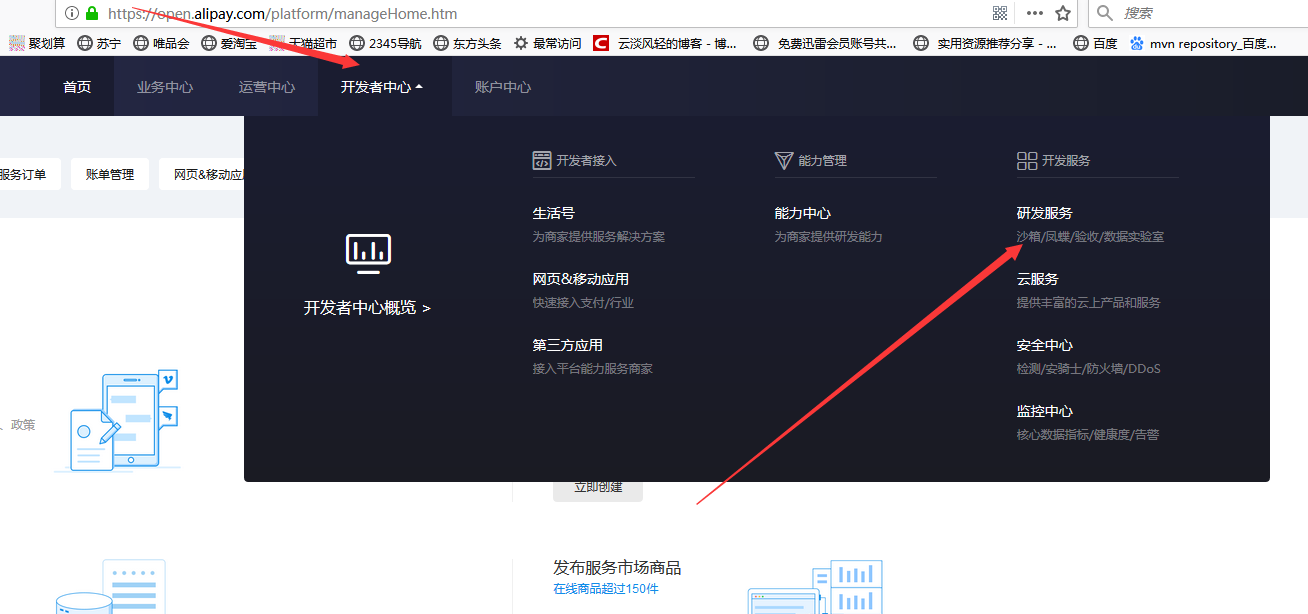 https://open.alipay.com/platform/manageHome.htm
搜索
聚划算 苏宁 唯品会 爱淘宝 天猫超市 2345导航 东方头条 最常访问 云淡风轻的博客 - 博... 免费迅雷会员账号共... 实用资源推荐分享 - ... 百度 mvn repository_百度...
首页 业务中心 运营中心 开发者中心 账户中心
服务订单 账单管理 网页&移动应
开发者接入 能力管理 开发服务
生活号 能力中心 研发服务
为商家提供服务解决方案 为商家提供研发能力 沙箱/凤蝶/验收/数据实验室
网页&移动应用 云服务
快速接入支付/行业 提供丰富的云上产品和服务
开发者中心概览 >
第三方应用 安全中心
接入平台能力服务商家 检测/安骑士/防火墙/DDoS
监控中心
核心数据指标/健康度/告警
、政策
立即创建
发布服务市场商品
在线商品超过150件